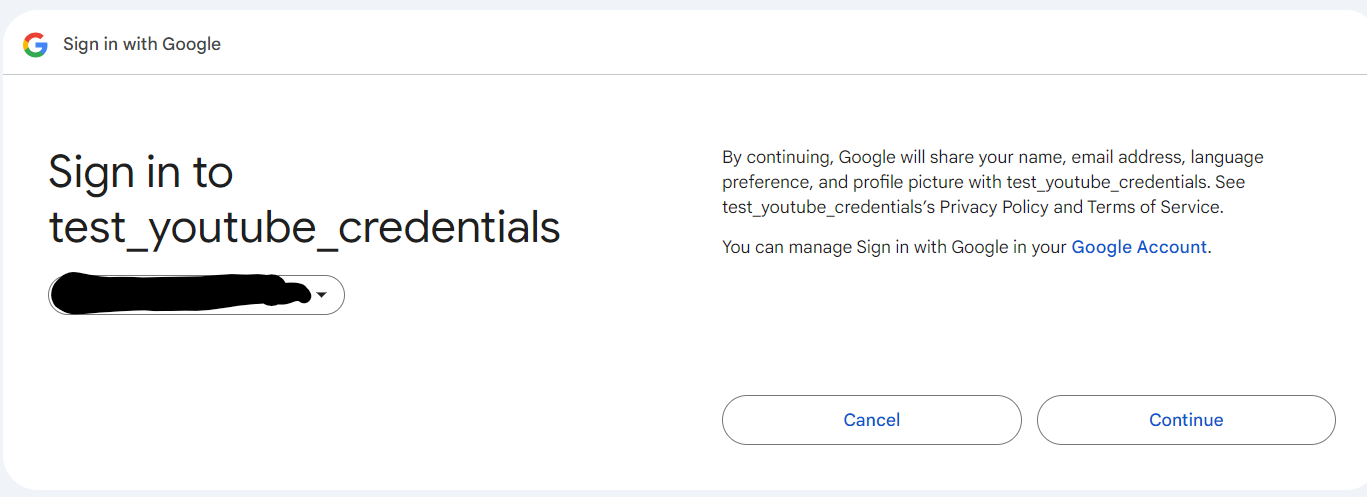 Sign in with Google
Sign in to
test_youtube_credentials
By continuing, Google will share your name, email address, language
preference, and profile picture with test_youtube_credentials. See
test_youtube_credentials’s Privacy Policy and Terms of Service.
You can manage Sign in with Google in your Google Account.
Cancel
Continue